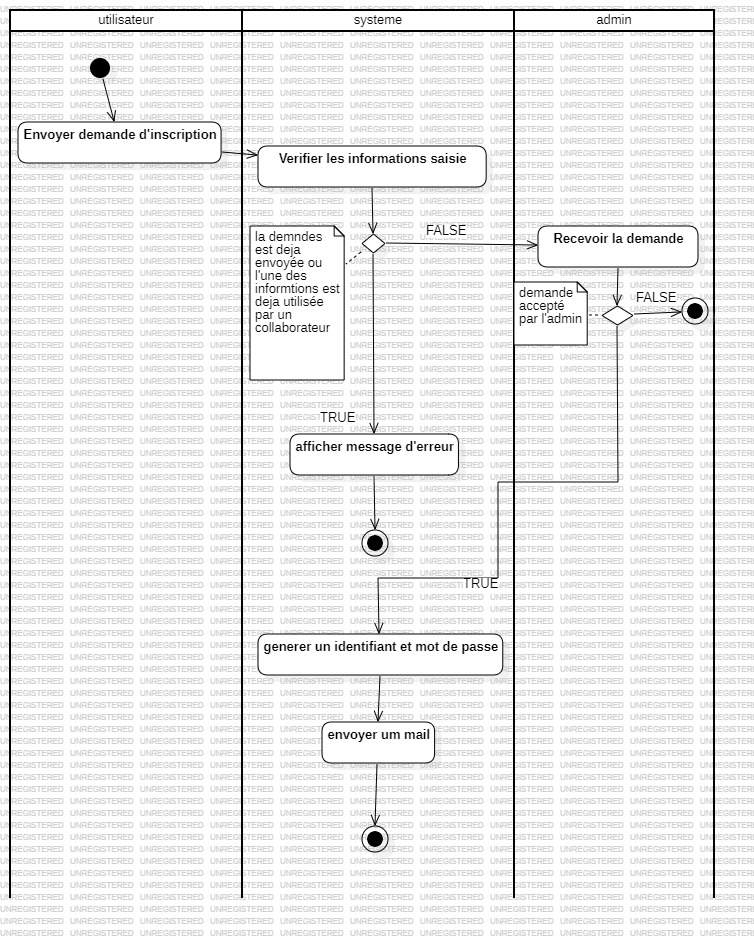 utilisateur
systeme
admin
Envoyer demande d'inscription
Verifier les informations saisie
FALSE
Recevoir la demande
la demndes
est deja
envoyée ou
l'une des
informtions est
deja utilisée
par un
collaborateur
demande
accepté
par l'admin
FALSE
TRUE
afficher message d'erreur
TRUE
generer un identifiant et mot de passe
envoyer um mail
UNREGISTERED